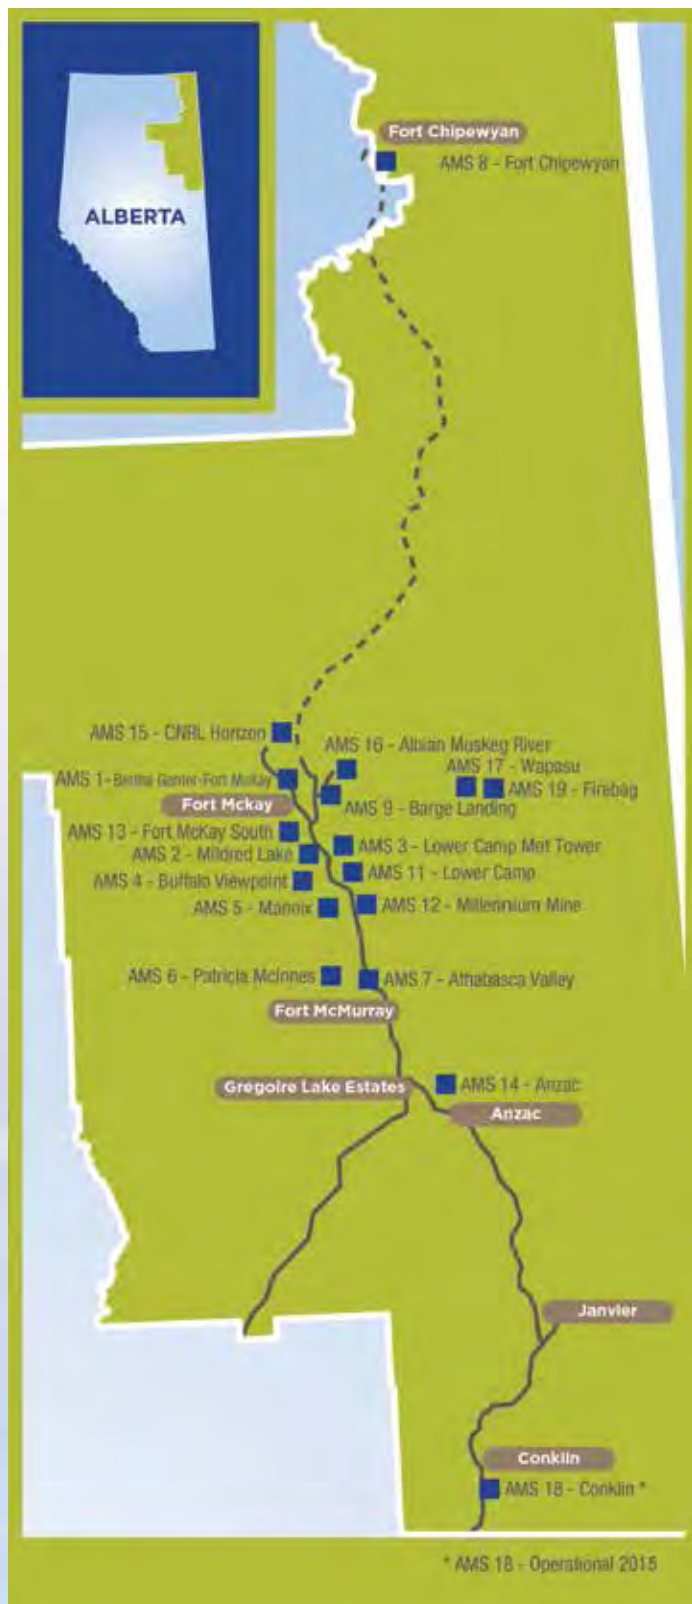 Fort Chipewyan
AMS 8 - Fort Chipewyan
ALBERTA
AMS 15 - CNRL Horizon
AMS 16 - Albian Muskeg River
AMS 17 - Wapasu
AMS 1- Bertha Ganter-Fort McKay
AMS 19 - Firebag
Fort Mckay
AMS 9 - Barge Landing
AMS 13 - Fort McKay South
AMS 3 - Lower Camp Met Tower
AMS 2 - Mildred Lake
AMS 11 - Lower Camp
AMS 4 - Buffalo Viewpoint
AMS 5 - Mannix
AMS 12 - Millennium Mine
AMS 6 - Patricia McInnes
AMS 7 - Athabasca Valley
Fort McMurray
Gregoire Lake Estates
AMS 14 - Anzac
Anzac
Janvier
Conklin
AMS 18 - Conklin *
* AMS 18 - Operational 2015